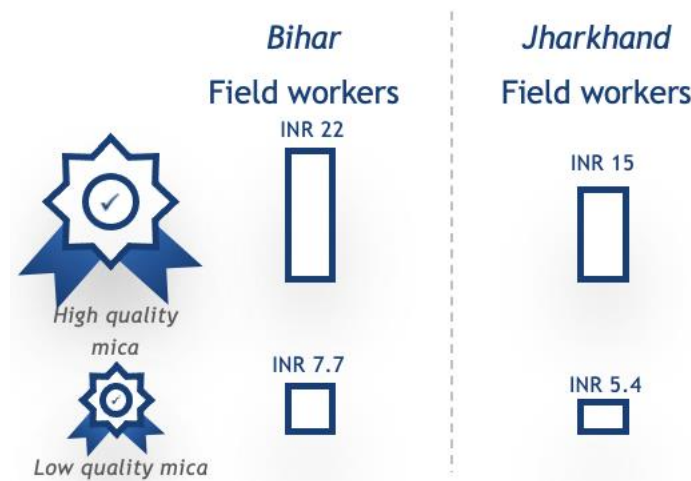 Bihar
Jharkhand
Field workers
Field workers
INR 22
INR 15
High quality
mica
INR 7.7
INR 5.4
Low quality mica